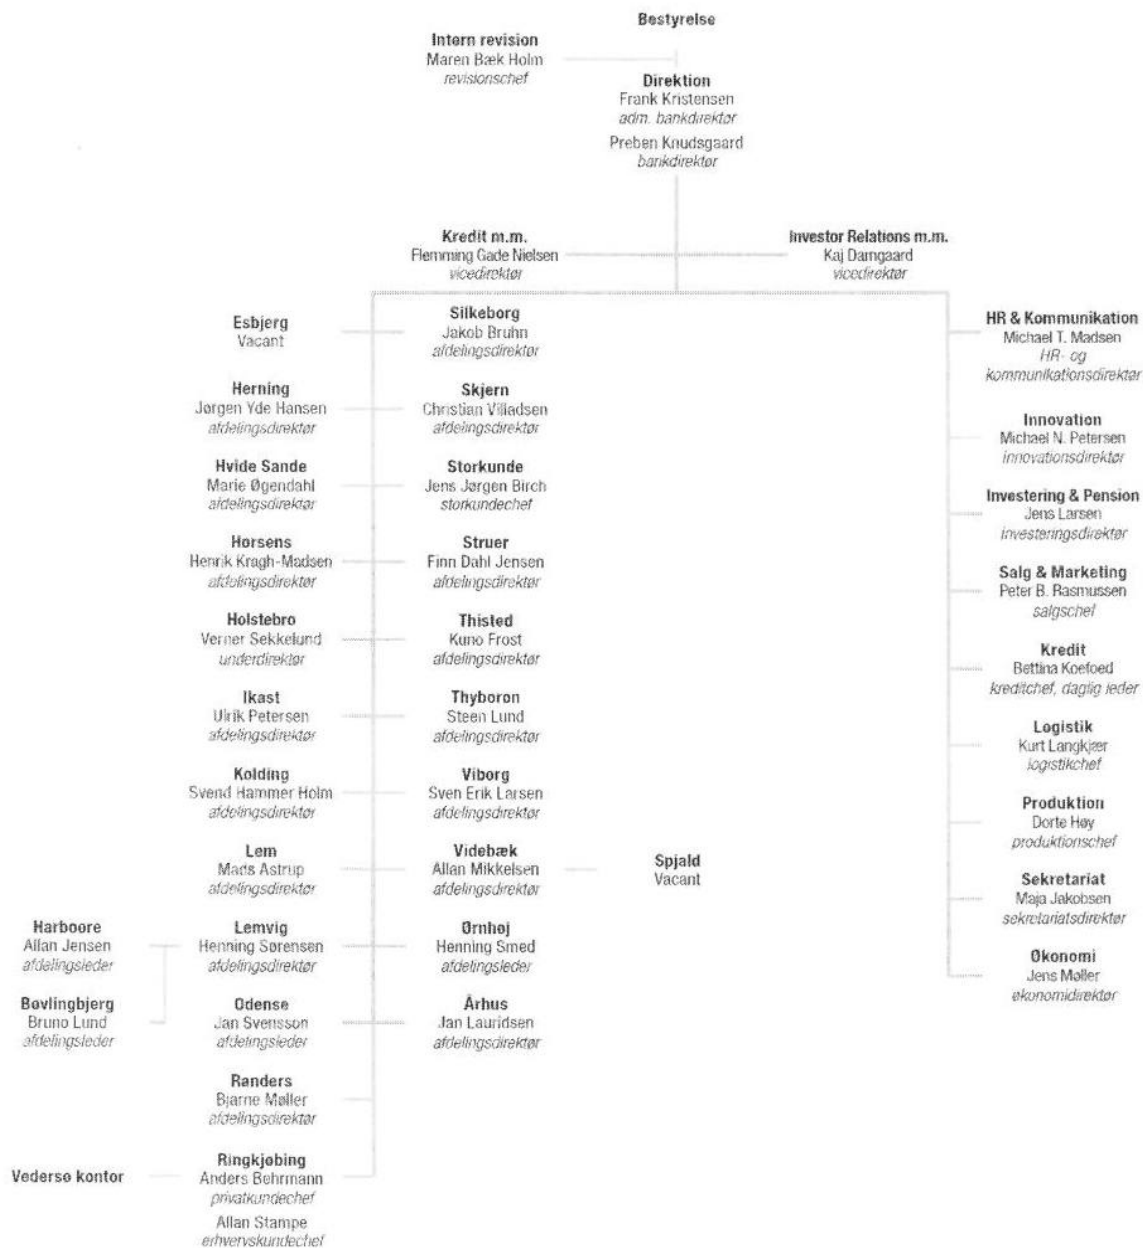 Bestyrelse
Intern revision
Maren Bæk Holm
revisionschef
Direktion
Frank Kristensen
adm. bankdirektør
Preben Knudsgaard
bankdirektør
Kredit m.m.
Flemming Gade Nielsen
vicedirektør
Investor Relations m.m.
Kaj Damgaard
vicedirektør
Esbjerg
Vacant
Silkeborg
Jakob Bruhn
afdelingsdirektør
Herning
Jørgen Yde Hansen
afdelingsdirektør
Skjern
Christian Villadsen
afdelingsdirektør
Hvide Sande
Marie Øgendahl
afdelingsdirektør
Storkunde
Jens Jørgen Birch
storkundechef
Horsens
Henrik Kragh-Madsen
afdelingsdirektør
Struer
Finn Dahl Jensen
afdelingsdirektør
Holstebro
Verner Sekkelund
underdirektør
Thisted
Kuno Frost
afdelingsdirektør
Ikast
Ulrik Petersen
afdelingsdirektør
Thyborøn
Steen Lund
afdelingsdirektør
Kolding
Svend Hammer Holm
afdelingsdirektør
Viborg
Sven Erik Larsen
afdelingsdirektør
Lem
Mads Astrup
afdelingsdirektør
Videbæk
Allan Mikkelsen
afdelingsdirektør
Spjald
Vacant
Harboøre
Allan Jensen
afdelingsleder
Lemvig
Henning Sørensen
afdelingsdirektør
Ørnhøj
Henning Smed
afdelingsleder
Bøvlingbjerg
Bruno Lund
afdelingsleder
Odense
Jan Svensson
afdelingsleder
Århus
Jan Lauridsen
afdelingsdirektør
Randers
Bjarne Møller
afdelingsdirektør
Vedersø kontor
Ringkjøbing
Anders Behrmann
privatkundechef
Allan Stampe
erhvervskundechef
HR & Kommunikation
Michael T. Madsen
HR- og
kommunikationsdirektør
Innovation
Michael N. Petersen
innovationsdirektør
Investering & Pension
Jens Larsen
investeringsdirektør
Salg & Marketing
Peter B. Rasmussen
salgschef
Kredit
Bettina Koefoed
kreditchef, daglig leder
Logistik
Kurt Langkjær
logistikchef
Produktion
Dorte Høy
produktionschef
Sekretariat
Maja Jakobsen
sekretariatsdirektør
Økonomi
Jens Møller
økonomidirektør